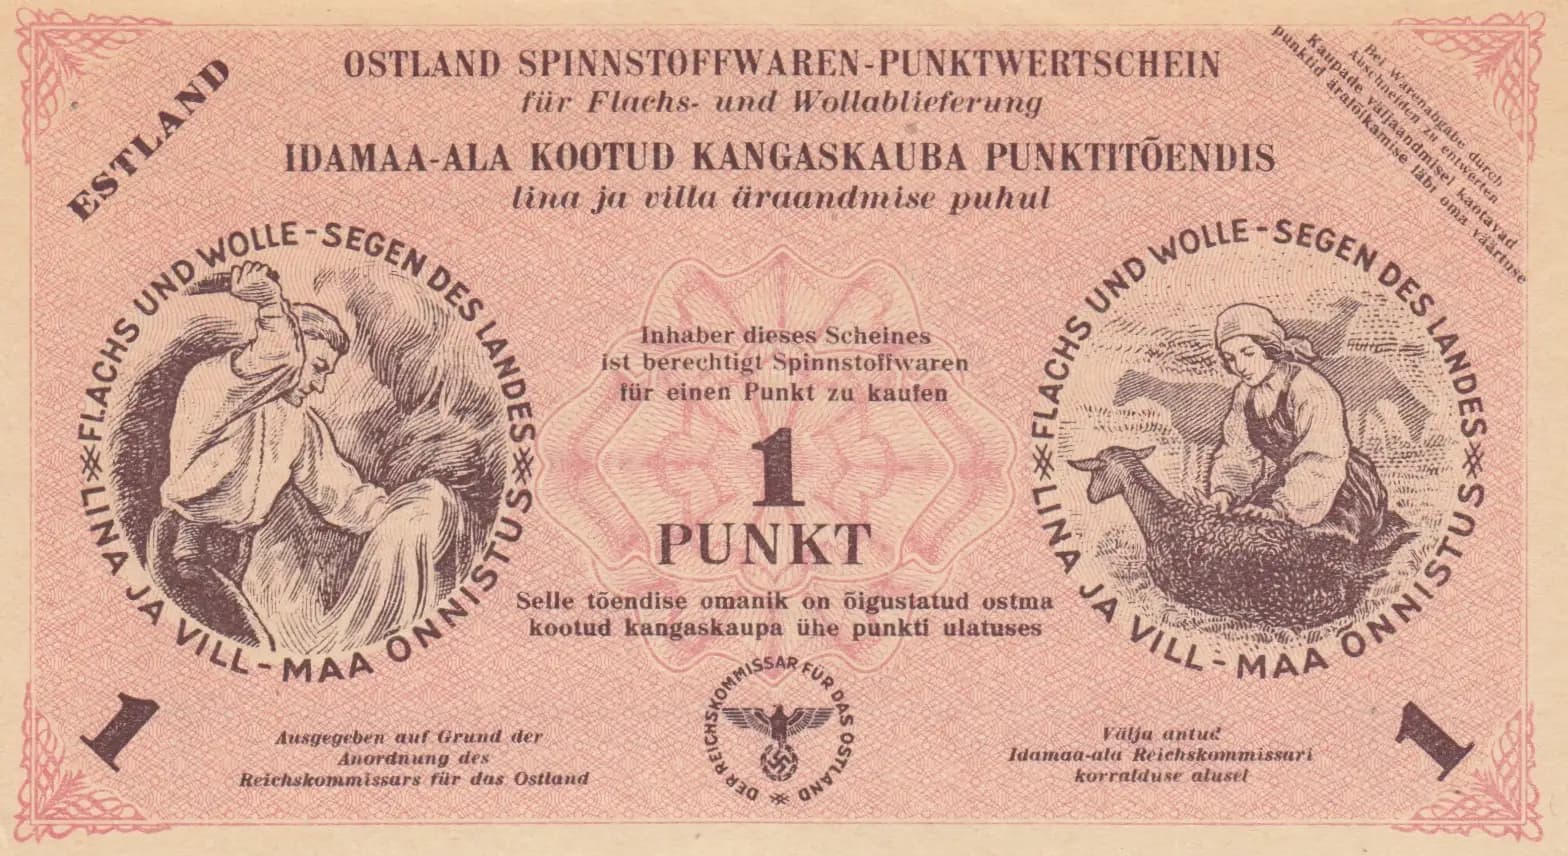 ESTLAND
OSTLAND SPINNSTOFFWAREN-PUNKTWERTSCHEIN
für Flachs- und Wollablieferung
IDAMAA-ALA KOOTUD KANGASKAUBA PUNKTITÕENDIS
lina ja villa äraandmise puhul
Bei Warenabgabe durch
Abschneiden zu entwerten
Kaupade väljaandmisel kaotavad
punktid äralõikamise läbi oma väärtuse
FLACHS UND WOLLE - SEGEN DES LANDES
LINA JA VILL - MAA ÕNNISTUS
Inhaber dieses Scheines
ist berechtigt Spinnstoffwaren
für einen Punkt zu kaufen
1
PUNKT
Selle tõendise omanik on õigustatud ostma
kootud kangaskaupa ühe punkti ulatuses
FLACHS UND WOLLE - SEGEN DES LANDES
LINA JA VILL - MAA ÕNNISTUS
1
Ausgegeben auf Grund der
Anordnung des
Reichskommissars für das Ostland
DER REICHSKOMMISSAR FÜR DAS OSTLAND
Välja antud
Idamaa-ala Reichskommissari
korralduse alusel
1